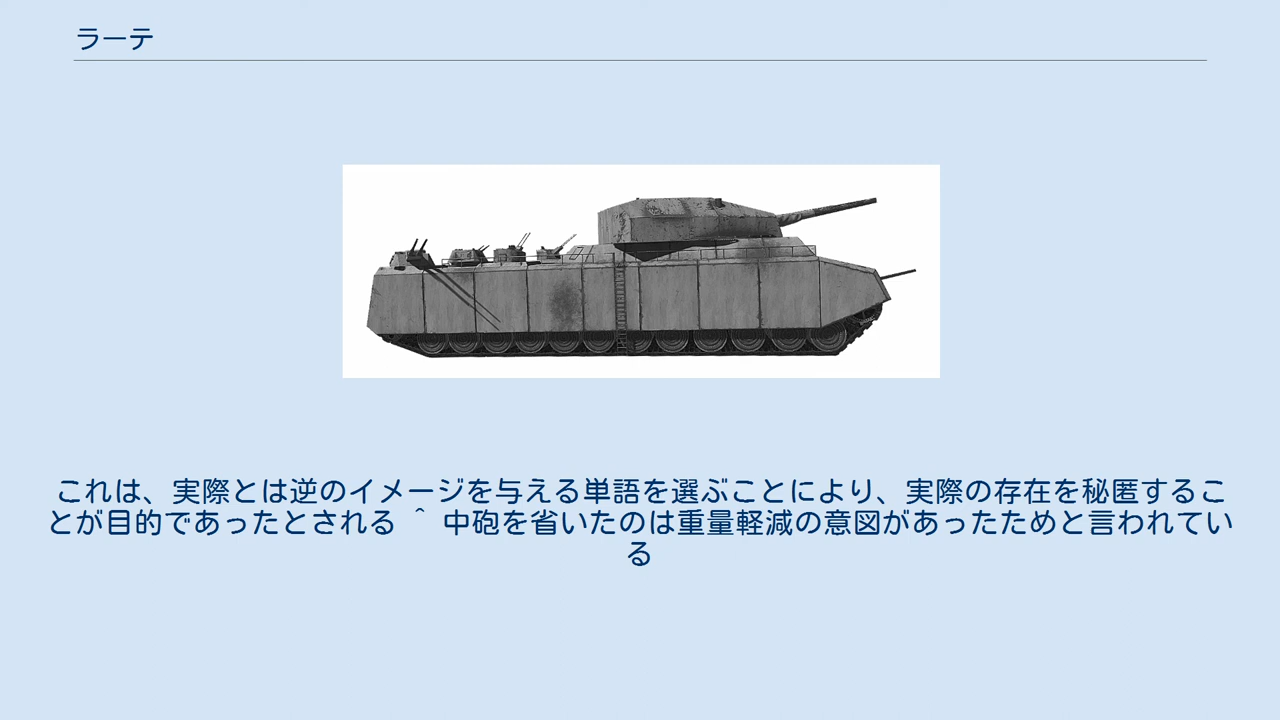 ラーテ
これは、実際とは逆のイメージを与える単語を選ぶことにより、実際の存在を秘匿するこ
とが目的であったとされる ^ 中砲を省いたのは重量軽減の意図があったためと言われてい
る